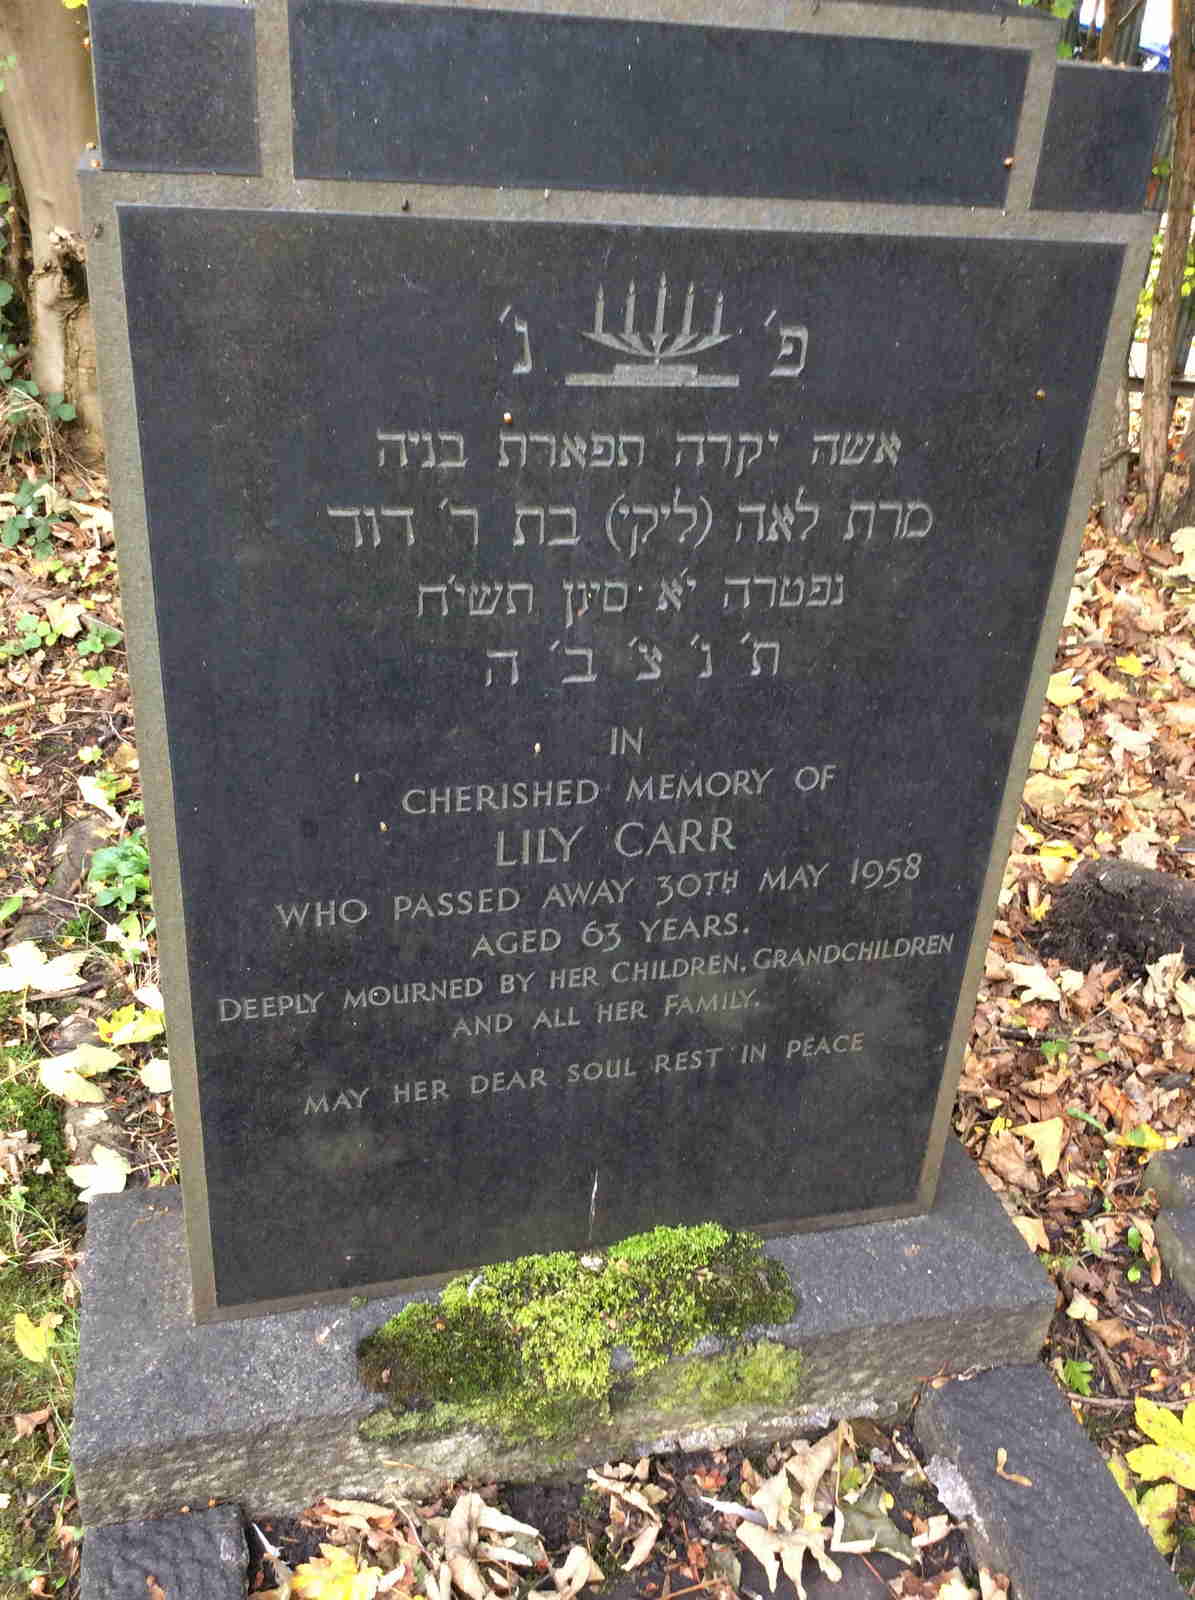 פ׳ נ׳
אשה יקרה תפארת בניה
מרת לאה (ליקי) בת ר׳ דוד
נפטרה י״א סיון תשי״ח
ת׳ נ׳ צ׳ ב׳ ה
IN
CHERISHED MEMORY OF
LILY CARR
WHO PASSED AWAY 30TH MAY 1958
AGED 63 YEARS.
DEEPLY MOURNED BY HER CHILDREN, GRANDCHILDREN
AND ALL HER FAMILY.
MAY HER DEAR SOUL REST IN PEACE